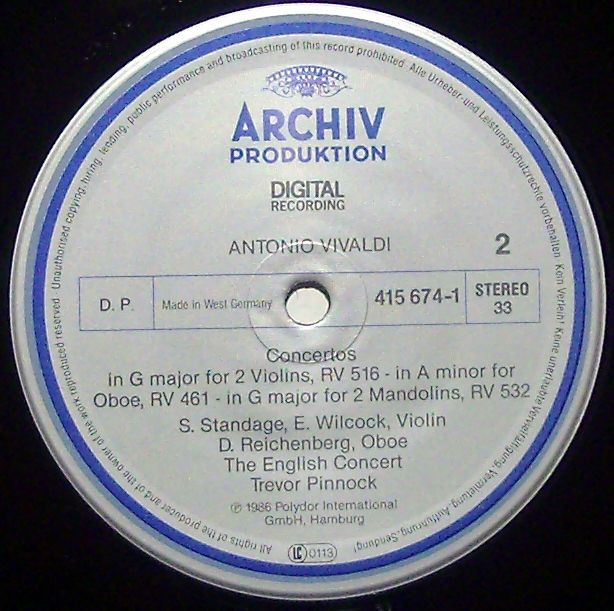 ARCHIV
PRODUKTION
DIGITAL
RECORDING
ANTONIO VIVALDI
2
D. P.
Made in West Germany
415 674-1
STEREO
33
Concertos
in G major for 2 Violins, RV 516 - in A minor for
Oboe, RV 461 - in G major for 2 Mandolins, RV 532
S. Standage, E. Wilcock, Violin
D. Reichenberg, Oboe
The English Concert
Trevor Pinnock
℗ 1986 Polydor International
GmbH, Hamburg
LC 0113
All rights of the producer and of the owner of the work reproduced reserved. Unauthorised copying, hiring, lending, public performance and broadcasting of this record prohibited. Alle Urheber- und Leistungsschutzrechte vorbehalten. Kein Verleih! Keine unerlaubte Vervielfältigung, Vermietung, Aufführung, Sendung!